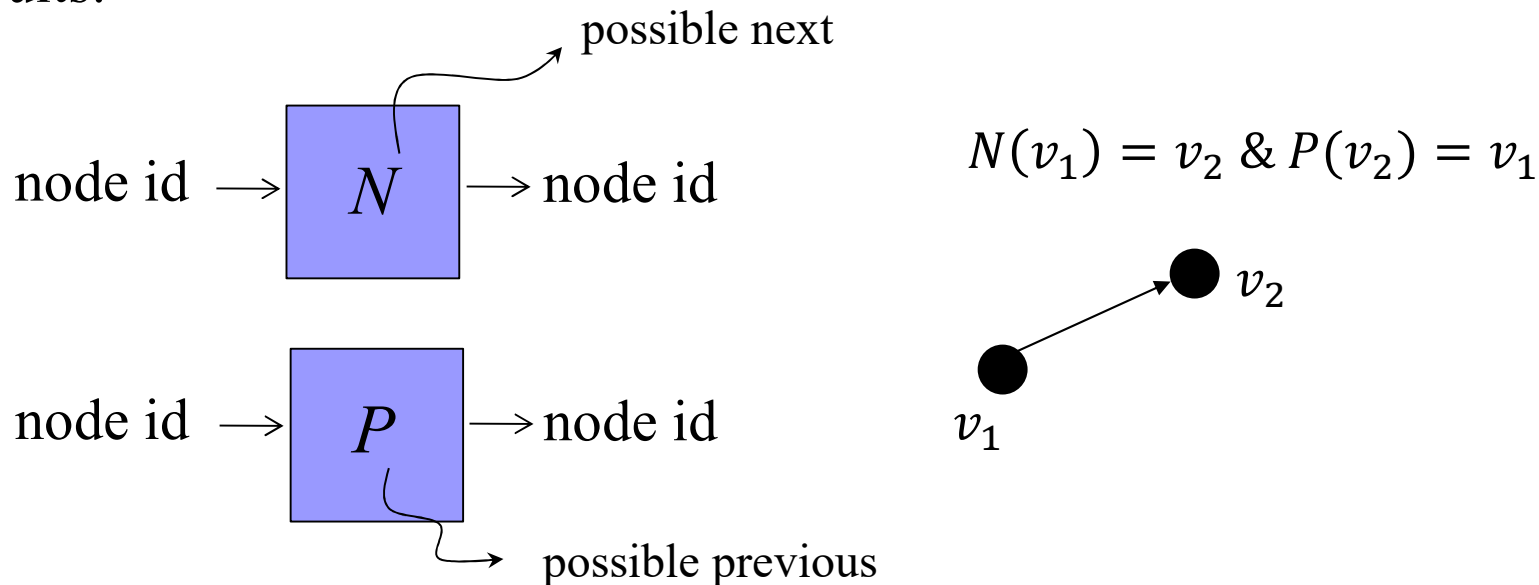 possible next
node id
N
node id
N(v₁) = v₂ & P(v₂) = v₁
v₂
v₁
node id
P
node id
possible previous